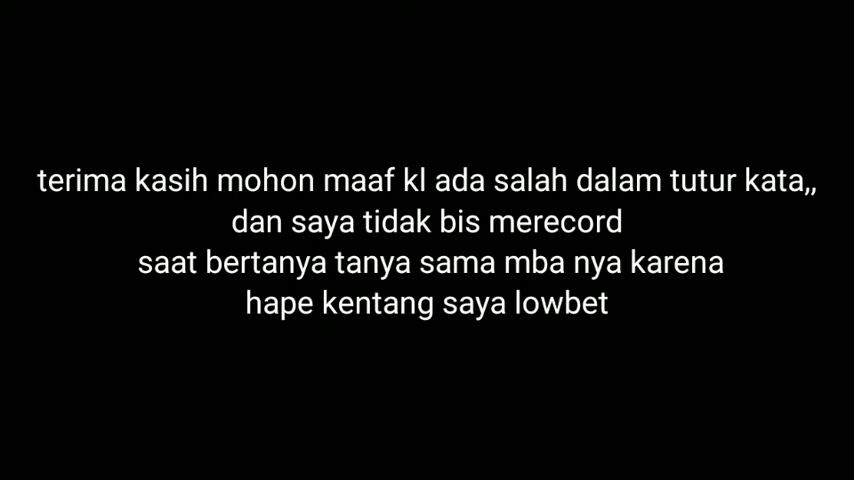 terima kasih mohon maaf kl ada salah dalam tutur kata,,
dan saya tidak bis merecord
saat bertanya tanya sama mba nya karena
hape kentang saya lowbet